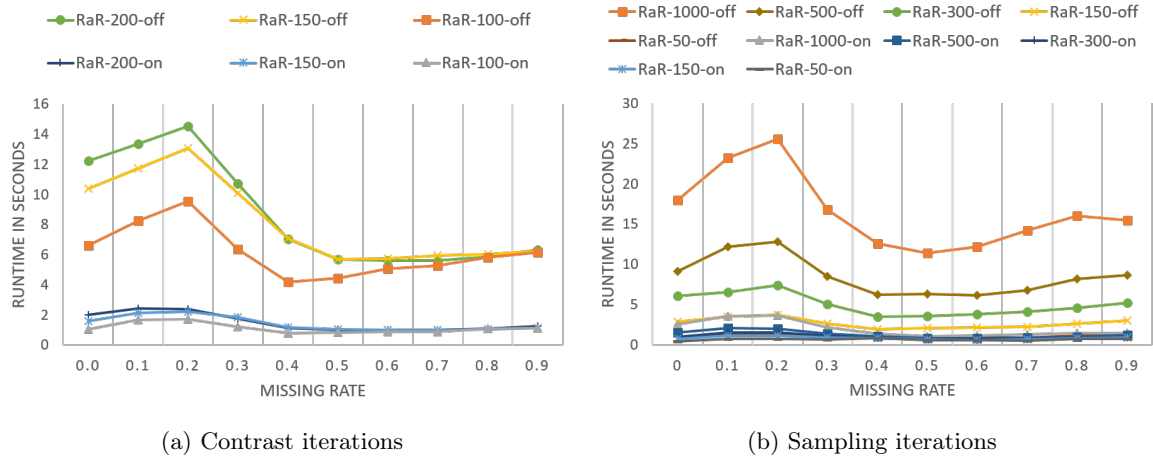 RaR-200-off RaR-150-off RaR-100-off
RaR-200-on RaR-150-on RaR-100-on
16
14
12
10
8
6
4
2
0
RUNTIME IN SECONDS
0.0 0.1 0.2 0.3 0.4 0.5 0.6 0.7 0.8 0.9
MISSING RATE
(a) Contrast iterations
RaR-1000-off RaR-500-off RaR-300-off RaR-150-off
RaR-50-off RaR-1000-on RaR-500-on RaR-300-on
RaR-150-on RaR-50-on
30
25
20
15
10
5
0
RUNTIME IN SECONDS
0 0.1 0.2 0.3 0.4 0.5 0.6 0.7 0.8 0.9
MISSING RATE
(b) Sampling iterations